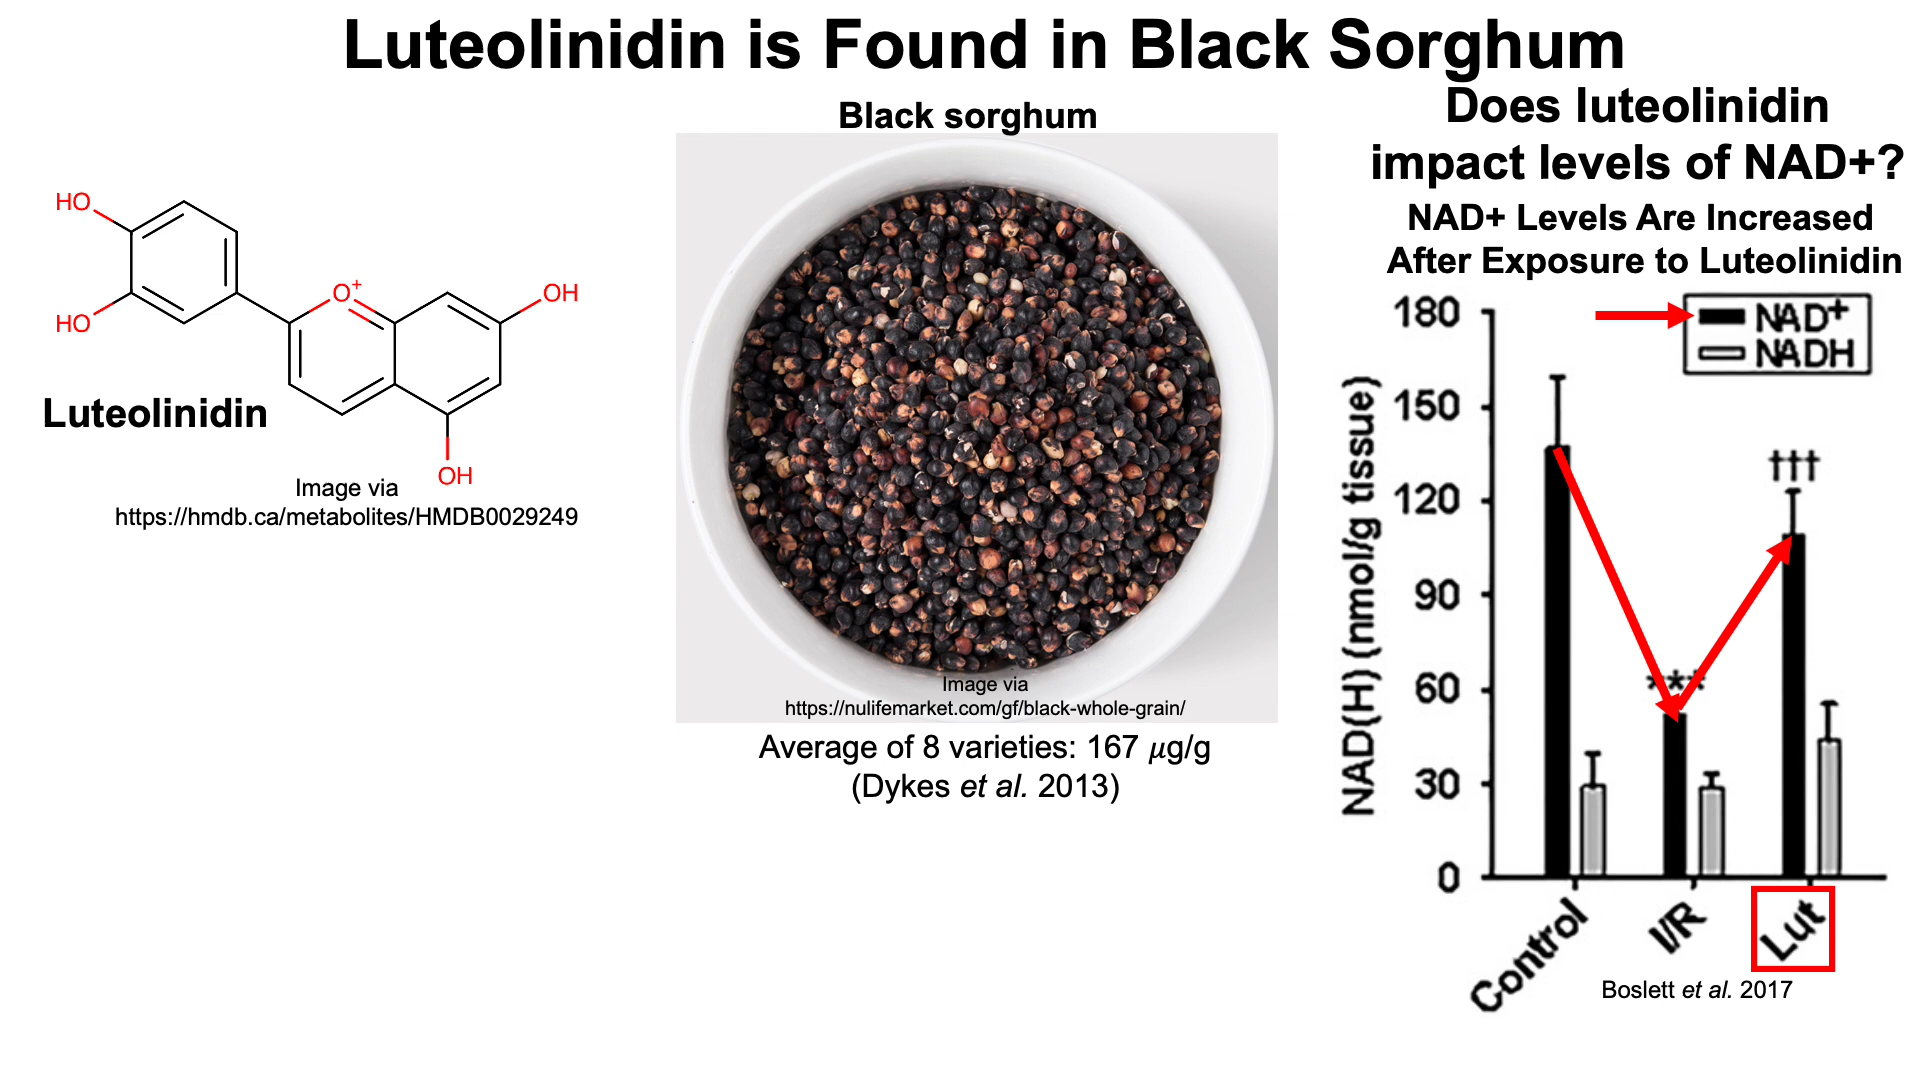 Luteolinidin is Found in Black Sorghum
HO
HO
O+
OH
OH
Luteolinidin
Image via
https://hmdb.ca/metabolites/HMDB0029249
Black sorghum
Image via
https://nulifemarket.com/gf/black-whole-grain/
Average of 8 varieties: 167 µg/g
(Dykes et al. 2013)
Does luteolinidin
impact levels of NAD+?
NAD+ Levels Are Increased
After Exposure to Luteolinidin
NAD+
NADH
NAD(H) (nmol/g tissue)
180
150
120
90
60
30
0
***
†††
Control
I/R
Lut
Boslett et al. 2017